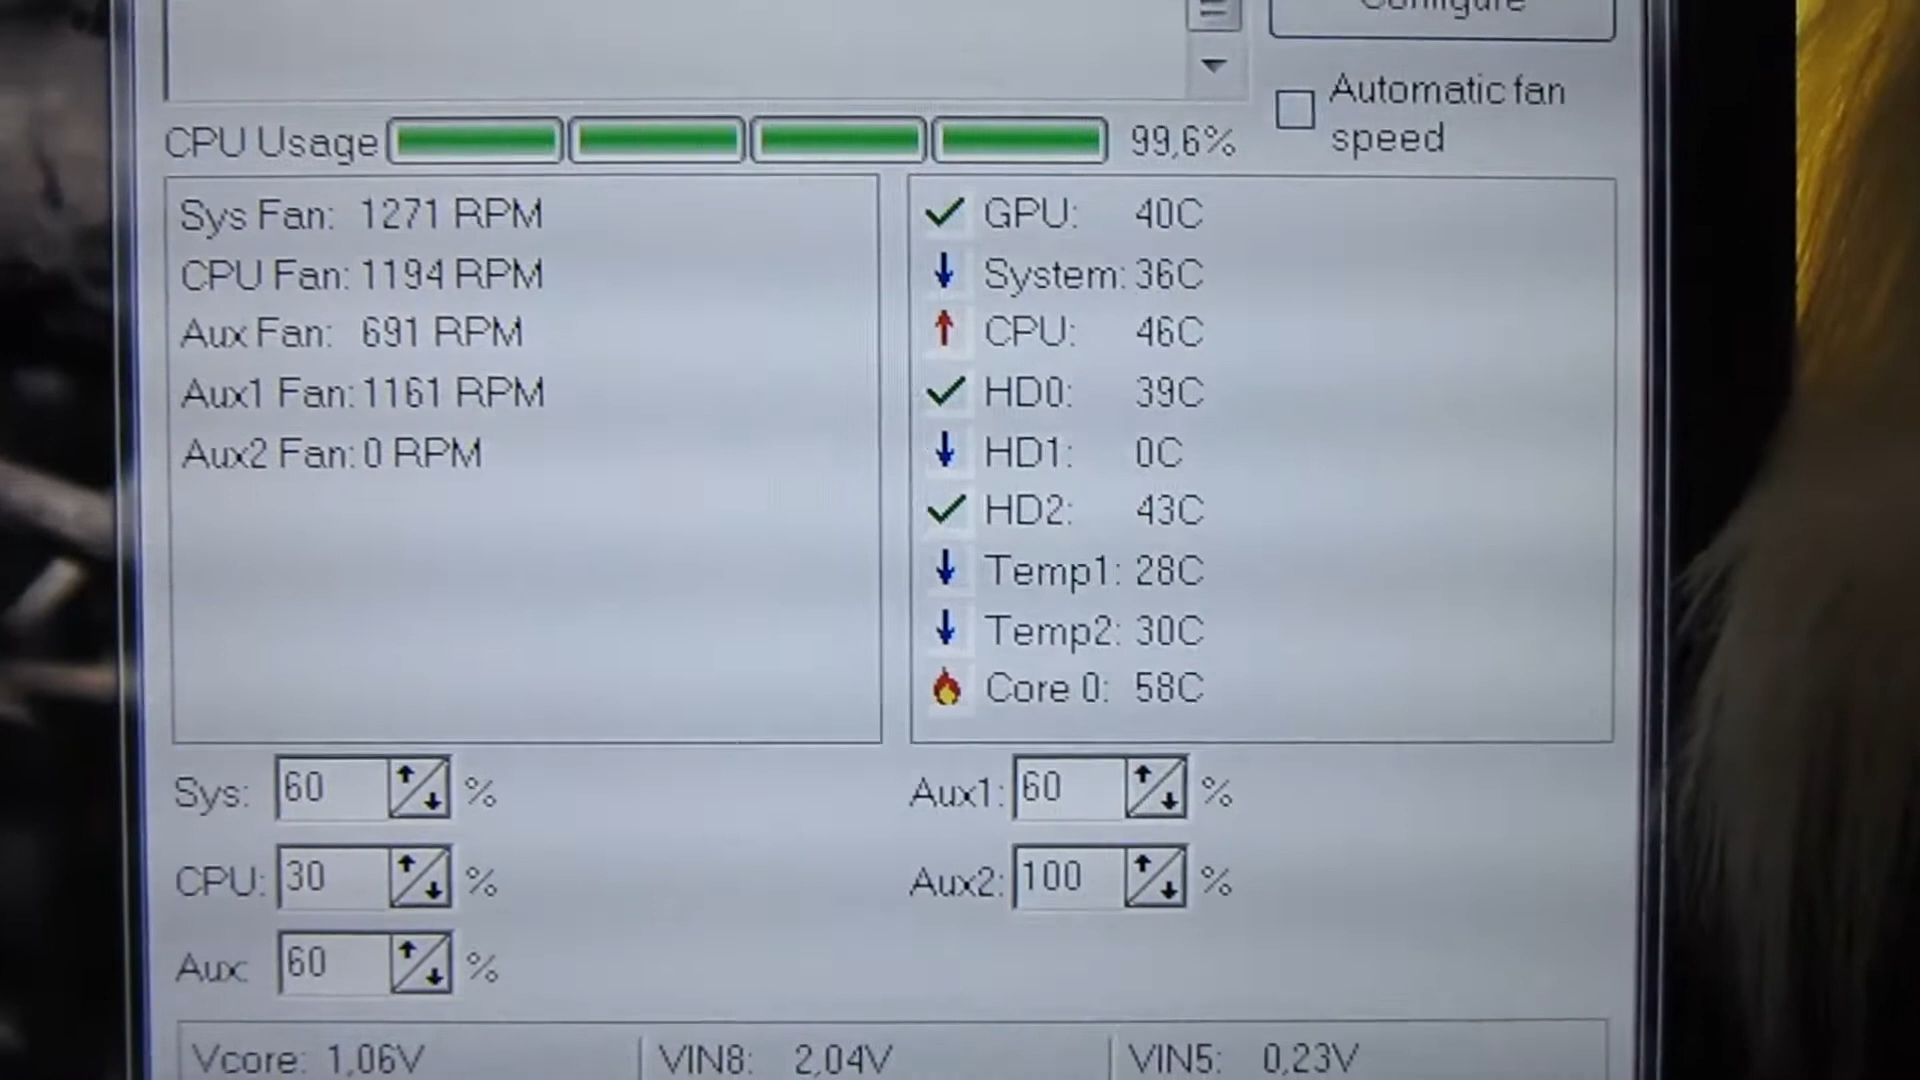 Configure
Automatic fan
speed
CPU Usage 99,6%
Sys Fan: 1271 RPM
CPU Fan: 1194 RPM
Aux Fan: 691 RPM
Aux1 Fan: 1161 RPM
Aux2 Fan: 0 RPM
GPU: 40C
System: 36C
CPU: 46C
HD0: 39C
HD1: 0C
HD2: 43C
Temp1: 28C
Temp2: 30C
Core 0: 58C
Sys: 60 %
CPU: 30 %
Aux 60 %
Aux1: 60 %
Aux2: 100 %
Vcore: 1,06V
VIN8: 2,04V
VIN5: 0,23V